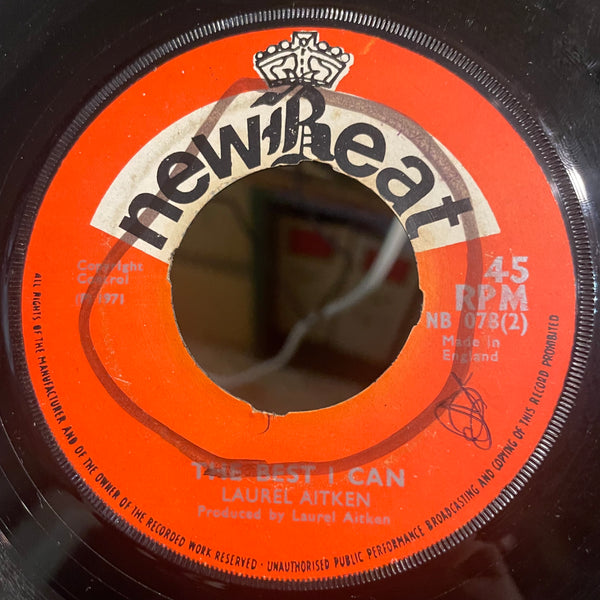 newBeat
Copyright
Control
℗ 1971
45
RPM
NB 078(2)
Made in
England
THE BEST I CAN
LAUREL AITKEN
Produced by Laurel Aitken
ALL RIGHTS OF THE MANUFACTURER AND OF THE OWNER OF THE RECORDED WORK RESERVED · UNAUTHORISED PUBLIC PERFORMANCE BROADCASTING AND COPYING OF THIS RECORD PROHIBITED